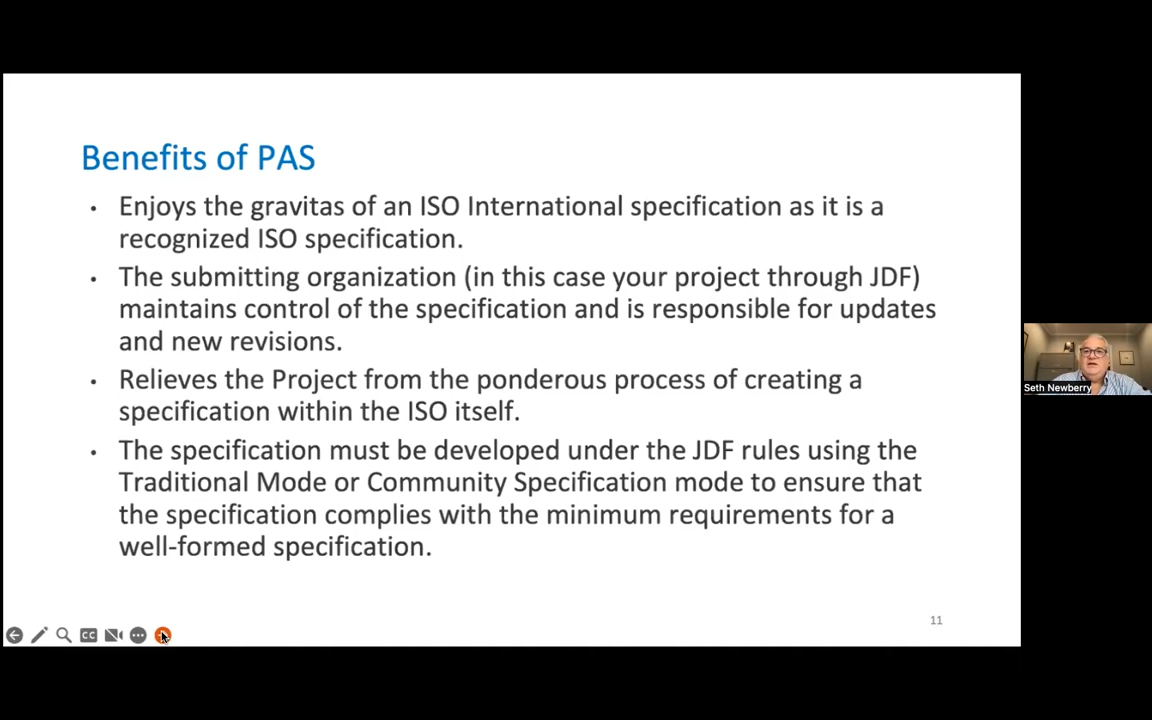 Benefits of PAS
• Enjoys the gravitas of an ISO International specification as it is a
recognized ISO specification.
• The submitting organization (in this case your project through JDF)
maintains control of the specification and is responsible for updates
and new revisions.
• Relieves the Project from the ponderous process of creating a
specification within the ISO itself.
• The specification must be developed under the JDF rules using the
Traditional Mode or Community Specification mode to ensure that
the specification complies with the minimum requirements for a
well-formed specification.
Seth Newberry
11
CC